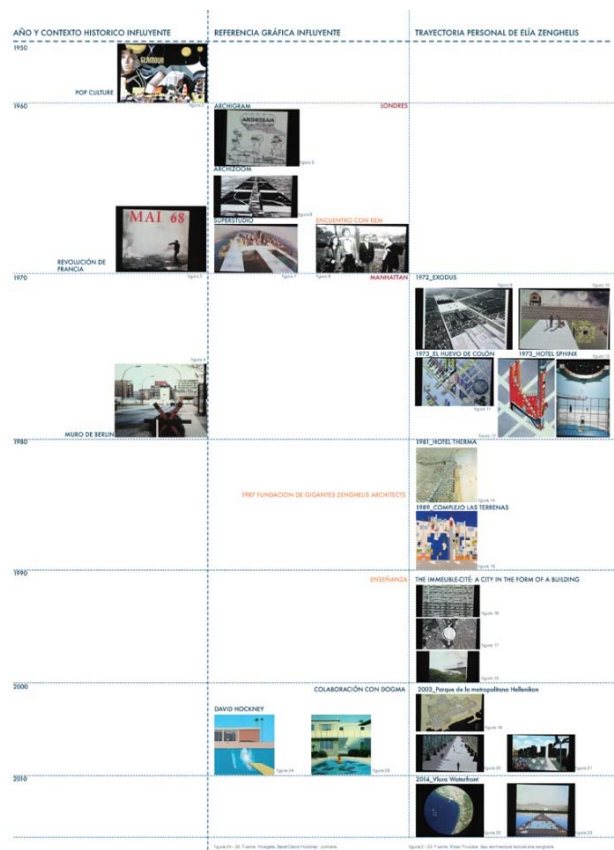 AÑO Y CONTEXTO HISTORICO INFLUYENTE
REFERENCIA GRÁFICA INFLUYENTE
TRAYECTORIA PERSONAL DE ELÍA ZENGHELIS
1950
POP CULTURE
1960
ARCHIGRAM
LONDRES
ARCHIZOOM
MAI 68
SUPERSTUDIO
ENCUENTRO CON REM
REVOLUCIÓN DE
FRANCIA
1970
MANHATTAN
1972_EXODUS
1973_EL HUEVO DE COLÓN
1973_HOTEL SPHINX
MURO DE BERLIN
1980
1981_HOTEL THERMA
1987 FUNDACION DE GIGANTES ZENGHELIS ARCHITECTS
1989_COMPLEJO LAS TERRENAS
1990
ENSEÑANZA
THE IMMEUBLE-CITÉ: A CITY IN THE FORM OF A BUILDING
figura 16
figura 17
2000
COLABORACIÓN CON DOGMA
2003_Parque de la metropolitana Hellenikon
DAVID HOCKNEY
2010
2014_Vlora Waterfront